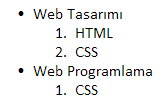 • Web Tasarımı
1. HTML
2. CSS
• Web Programlama
1. CSS